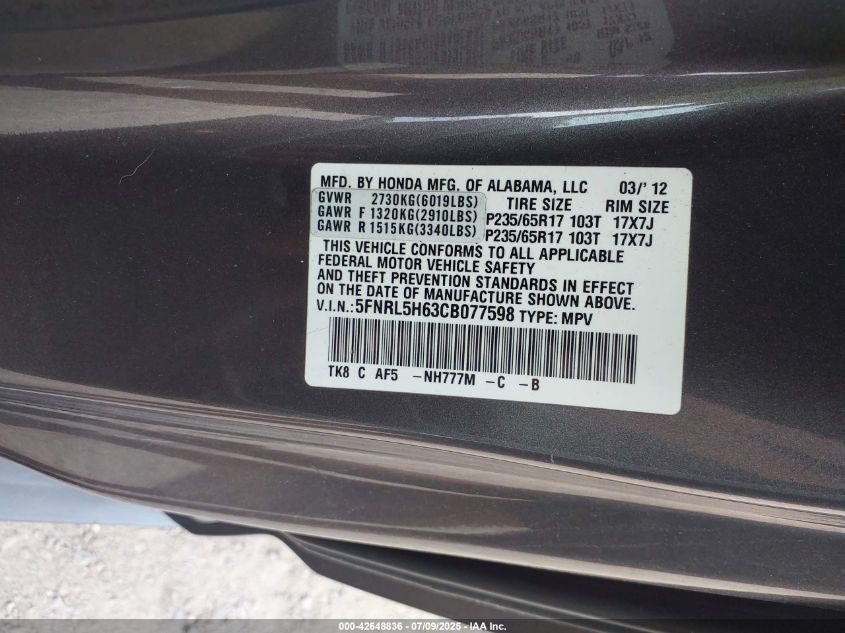 MFD. BY HONDA MFG. OF ALABAMA, LLC 03/' 12
GVWR 2730KG(6019LBS) TIRE SIZE RIM SIZE
GAWR F 1320KG(2910LBS) P235/65R17 103T 17X7J
GAWR R 1515KG(3340LBS) P235/65R17 103T 17X7J
THIS VEHICLE CONFORMS TO ALL APPLICABLE
FEDERAL MOTOR VEHICLE SAFETY
AND THEFT PREVENTION STANDARDS IN EFFECT
ON THE DATE OF MANUFACTURE SHOWN ABOVE.
V.I.N.: 5FNRL5H63CB077598 TYPE: MPV
TK8 C AF5 -NH777M -C -B
000-42648836 - 07/09/2025 - IAA Inc.